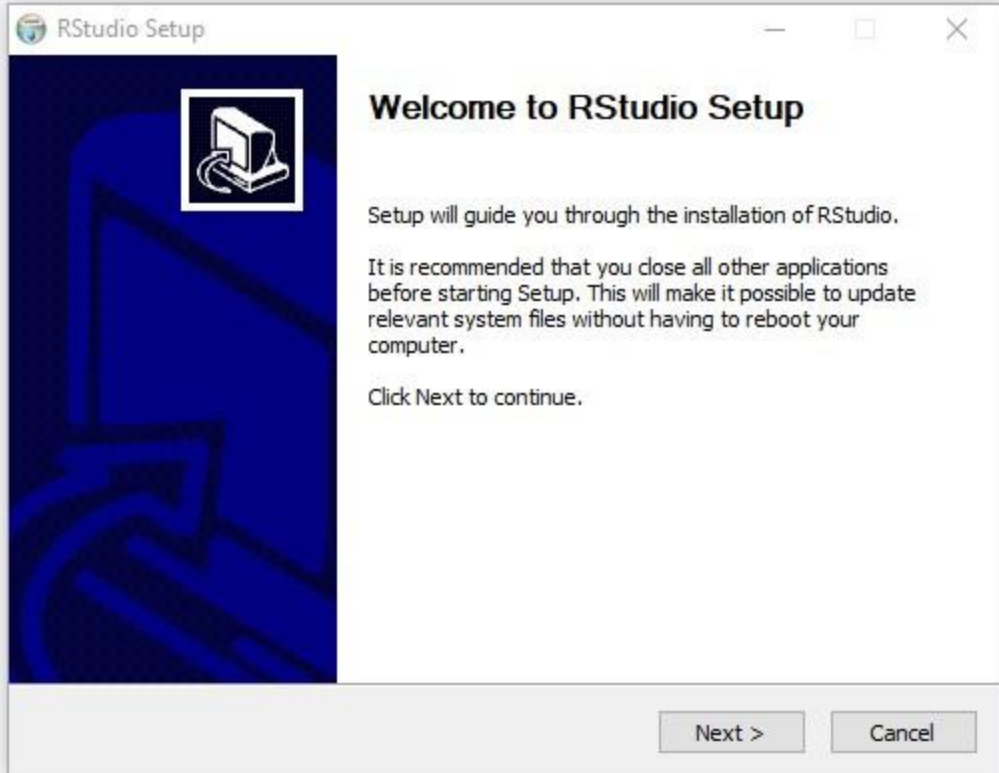 RStudio Setup
Welcome to RStudio Setup
Setup will guide you through the installation of RStudio.
It is recommended that you close all other applications
before starting Setup. This will make it possible to update
relevant system files without having to reboot your
computer.
Click Next to continue.
Next >
Cancel